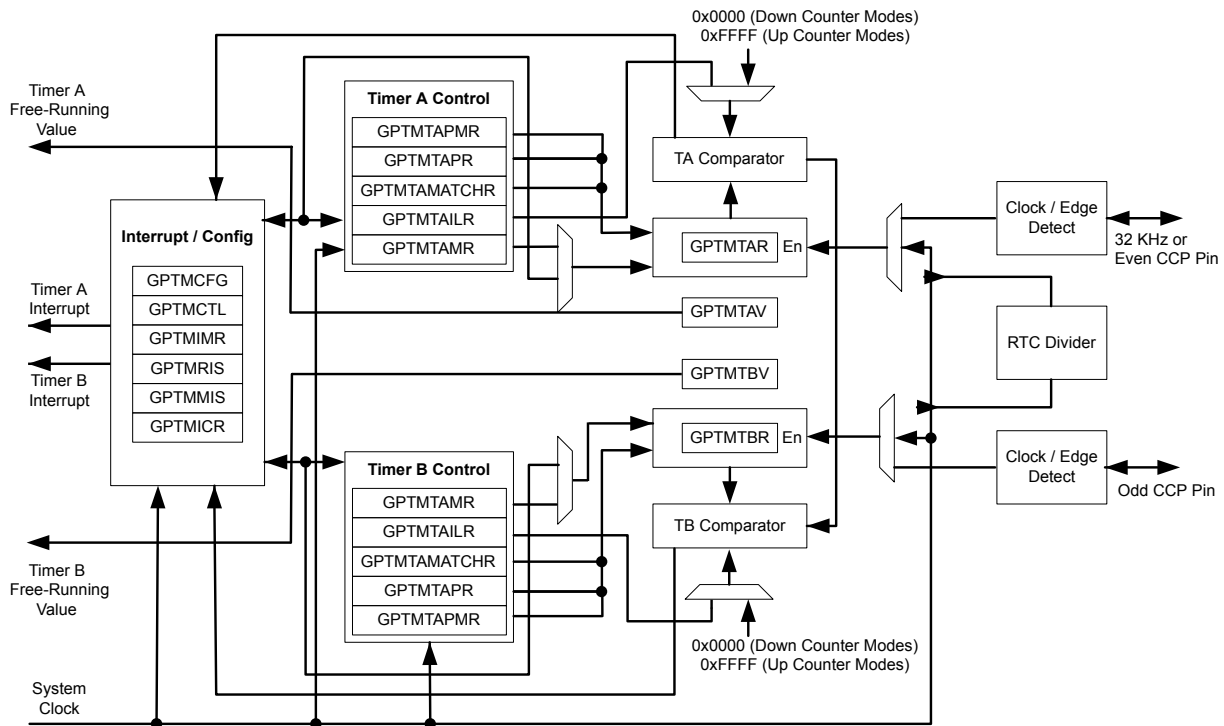 0x0000 (Down Counter Modes)
0xFFFF (Up Counter Modes)
Timer A
Free-Running
Value
Timer A Control
GPTMTAPMR
GPTMTAPR
GPTMTAMATCHR
GPTMTAILR
GPTMTAMR
TA Comparator
GPTMTAR
En
Clock / Edge
Detect
32 KHz or
Even CCP Pin
Interrupt / Config
GPTMCFG
GPTMCTL
GPTMIMR
GPTMRIS
GPTMMIS
GPTMICR
Timer A
Interrupt
Timer B
Interrupt
GPTMTAV
RTC Divider
GPTMTBV
GPTMTBR
En
Clock / Edge
Detect
Odd CCP Pin
Timer B Control
GPTMTAMR
GPTMTAILR
GPTMTAMATCHR
GPTMTAPR
GPTMTAPMR
TB Comparator
Timer B
Free-Running
Value
0x0000 (Down Counter Modes)
0xFFFF (Up Counter Modes)
System
Clock